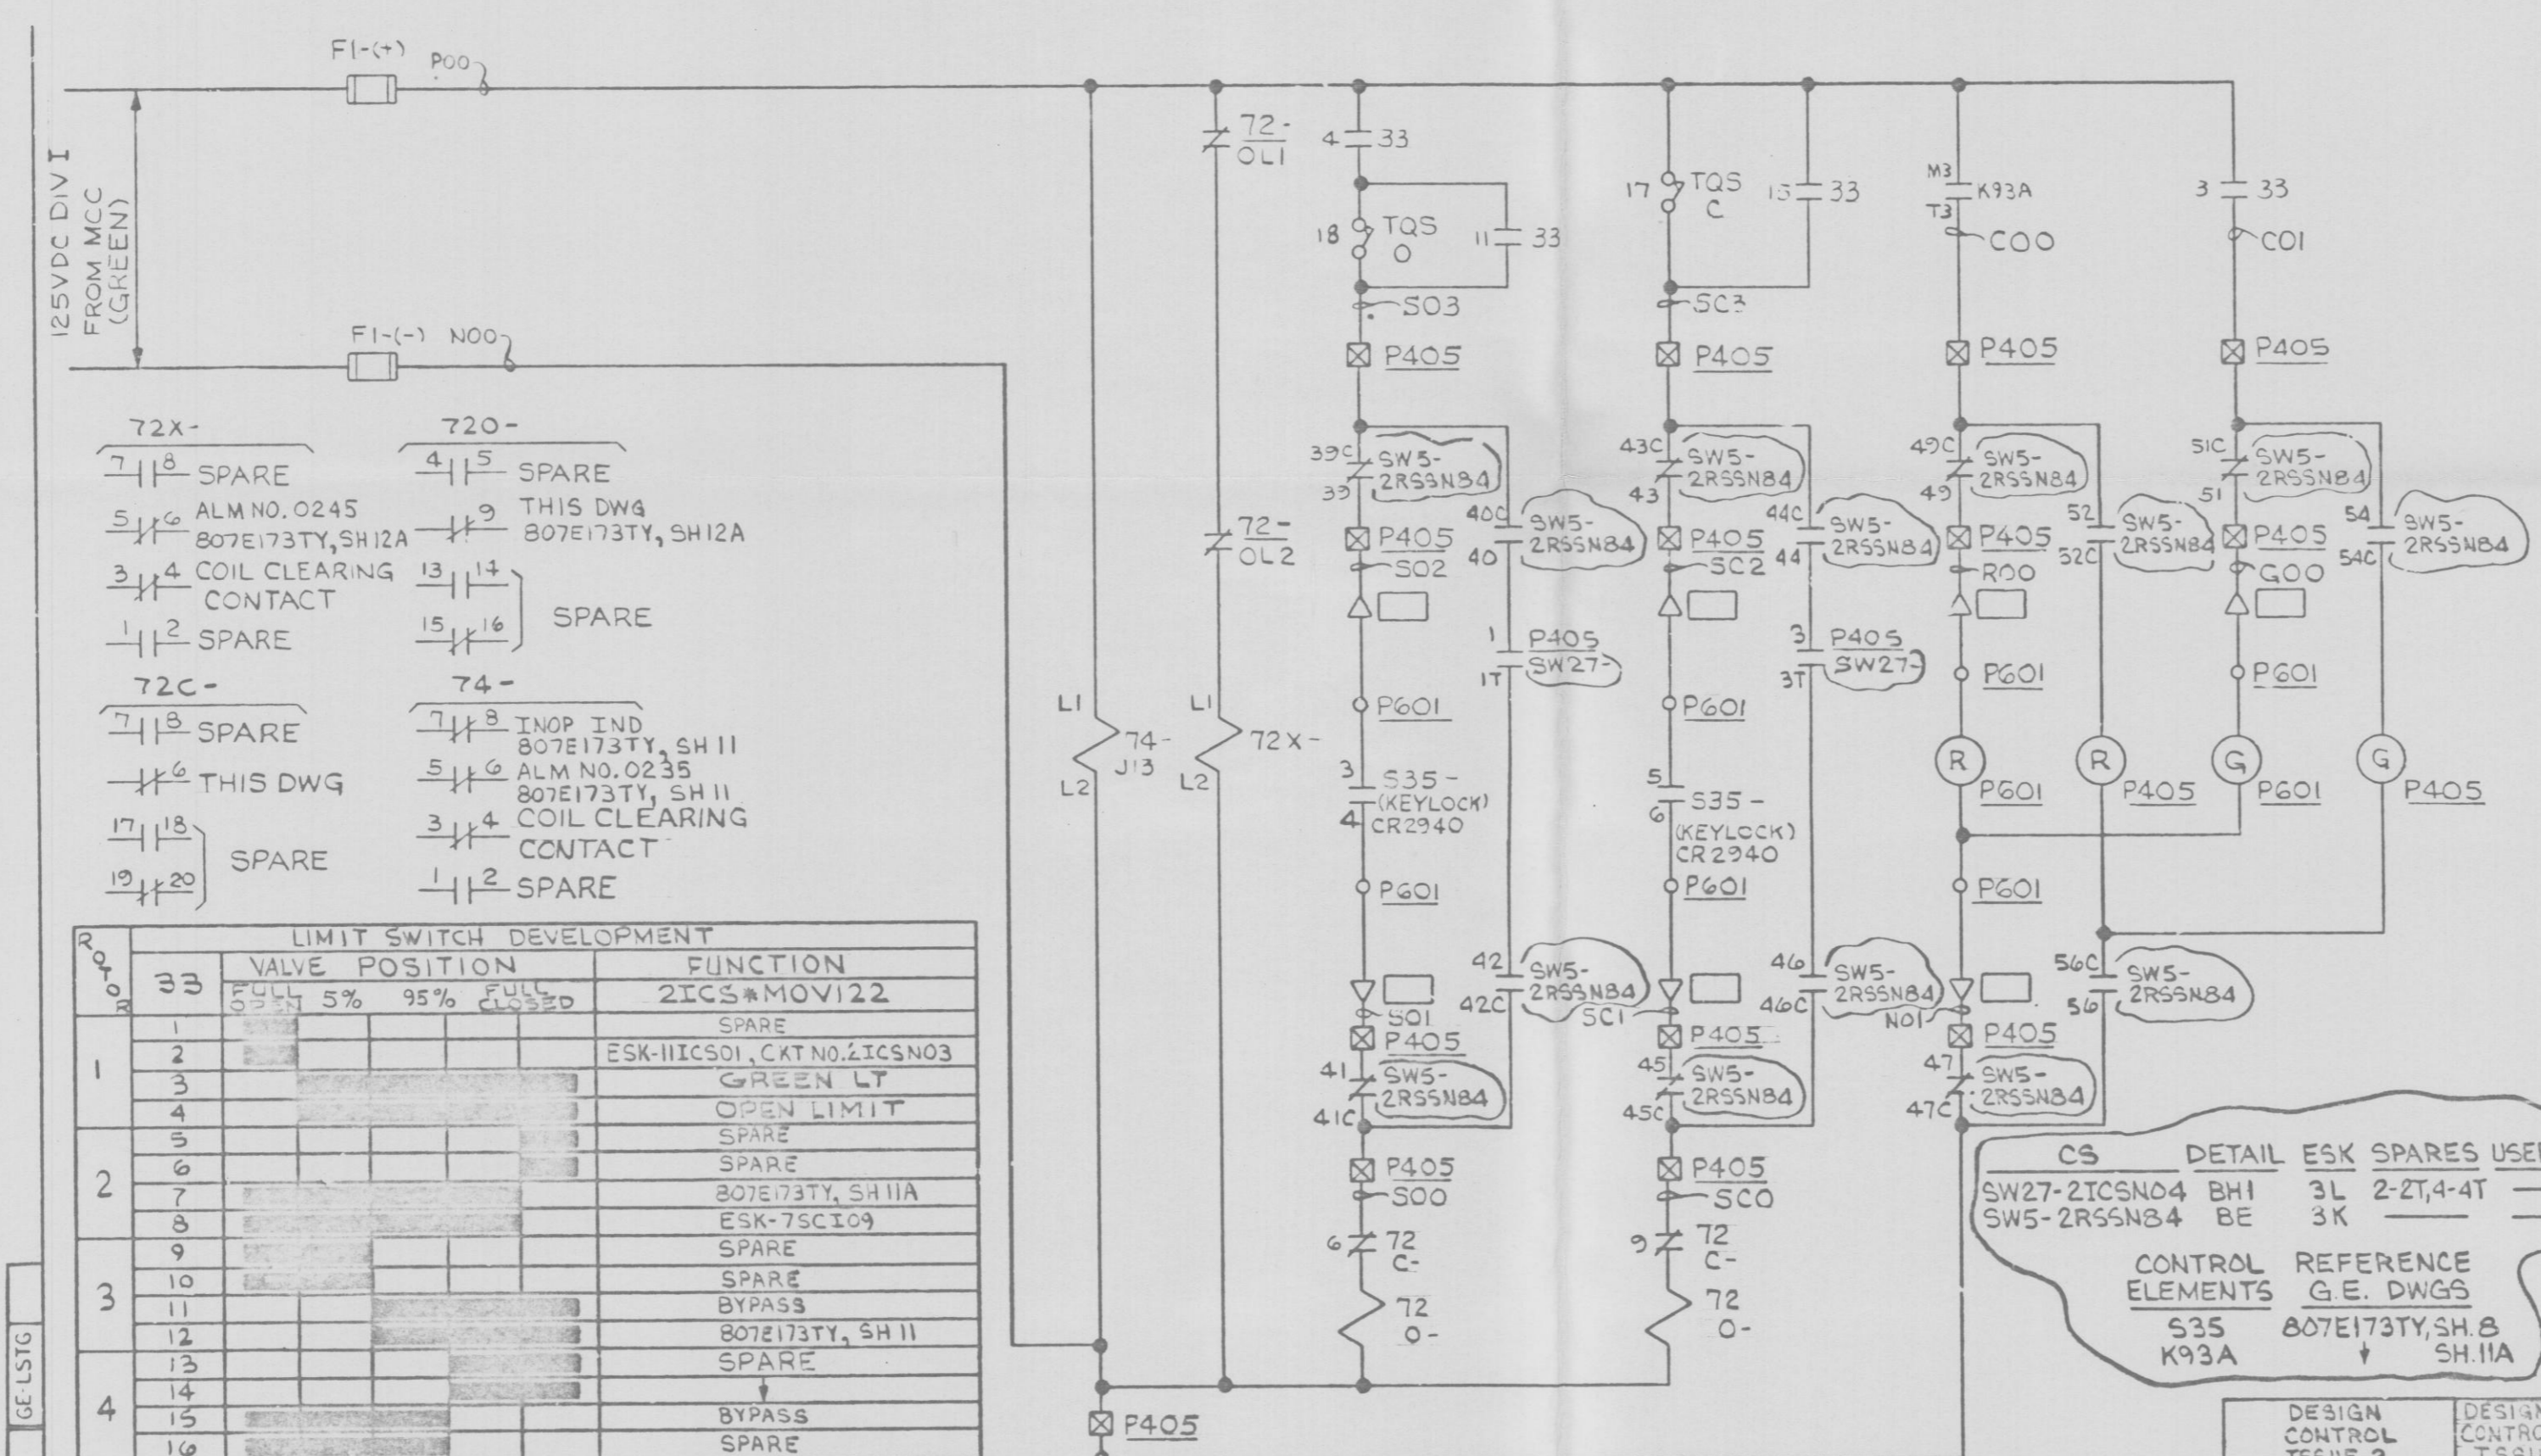 F1-(+)
P00
125VDC DIV I
FROM MCC
(GREEN)
F1-(-) N00
72X-
7 8 SPARE
5 6 ALM NO. 0245
807E173TY, SH12A
3 4 COIL CLEARING
CONTACT
1 2 SPARE
72O-
4 5 SPARE
9 THIS DWG
807E173TY, SH12A
13 14
15 16
SPARE
72C-
7 8 SPARE
6 THIS DWG
17 18
19 20
SPARE
74-
7 8 INOP IND
807E173TY, SH 11
5 6 ALM NO. 0235
807E173TY, SH 11
3 4 COIL CLEARING
CONTACT
1 2 SPARE
ROTOR
LIMIT SWITCH DEVELOPMENT
33
VALVE POSITION
FUNCTION
FULL OPEN 5% 95% FULL CLOSED
2ICS*MOV122
1
1 SPARE
2 ESK-11ICS01, CKT NO.2ICSN03
3 GREEN LT
4 OPEN LIMIT
2
5 SPARE
6 SPARE
7 807E173TY, SH11A
8 ESK-7SCI09
3
9 SPARE
10 SPARE
11 BYPASS
12 807E173TY, SH 11
4
13 SPARE
14
15 BYPASS
16 SPARE
GE-LSTG
L1
74-
J13
L2
72-
OL1
72-
OL2
L1
72X-
L2
4 33
18 TQS
O
11 33
S03
P405
39C
39
SW5-
2RSSN84
P405
S02
40C
40
SW5-
2RSSN84
1
1T
P405
SW27-
P601
3
4
S35-
(KEYLOCK)
CR2940
P601
S01
P405
42
42C
SW5-
2RSSN84
41
41C
SW5-
2RSSN84
P405
S00
6 72
C-
72
O-
P405
17 TQS
C
15 33
SC3
P405
43C
43
SW5-
2RSSN84
P405
SC2
44C
44
SW5-
2RSSN84
3
3T
P405
SW27-
P601
5
6
S35-
(KEYLOCK)
CR2940
P601
SC1
P405
46
46C
SW5-
2RSSN84
45
45C
SW5-
2RSSN84
P405
SC0
9 72
C-
72
O-
M3
T3
K93A
C00
P405
49C
49
SW5-
2RSSN84
P405
R00
52
52C
SW5-
2RSSN84
P601
R
P601
R
P405
P601
N01
P405
56C
56
SW5-
2RSSN84
47
47C
SW5-
2RSSN84
3 33
C01
P405
51C
51
SW5-
2RSSN84
P405
G00
54
54C
SW5-
2RSSN84
P601
G
P601
G
P405
CS DETAIL ESK SPARES
SW27-2ICSN04 BH1 3L 2-2T,4-4T
SW5-2RSSN84 BE 3K
CONTROL
ELEMENTS
REFERENCE
G.E. DWGS
S35 807E173TY, SH.8
K93A SH.11A
DESIGN
CONTROL